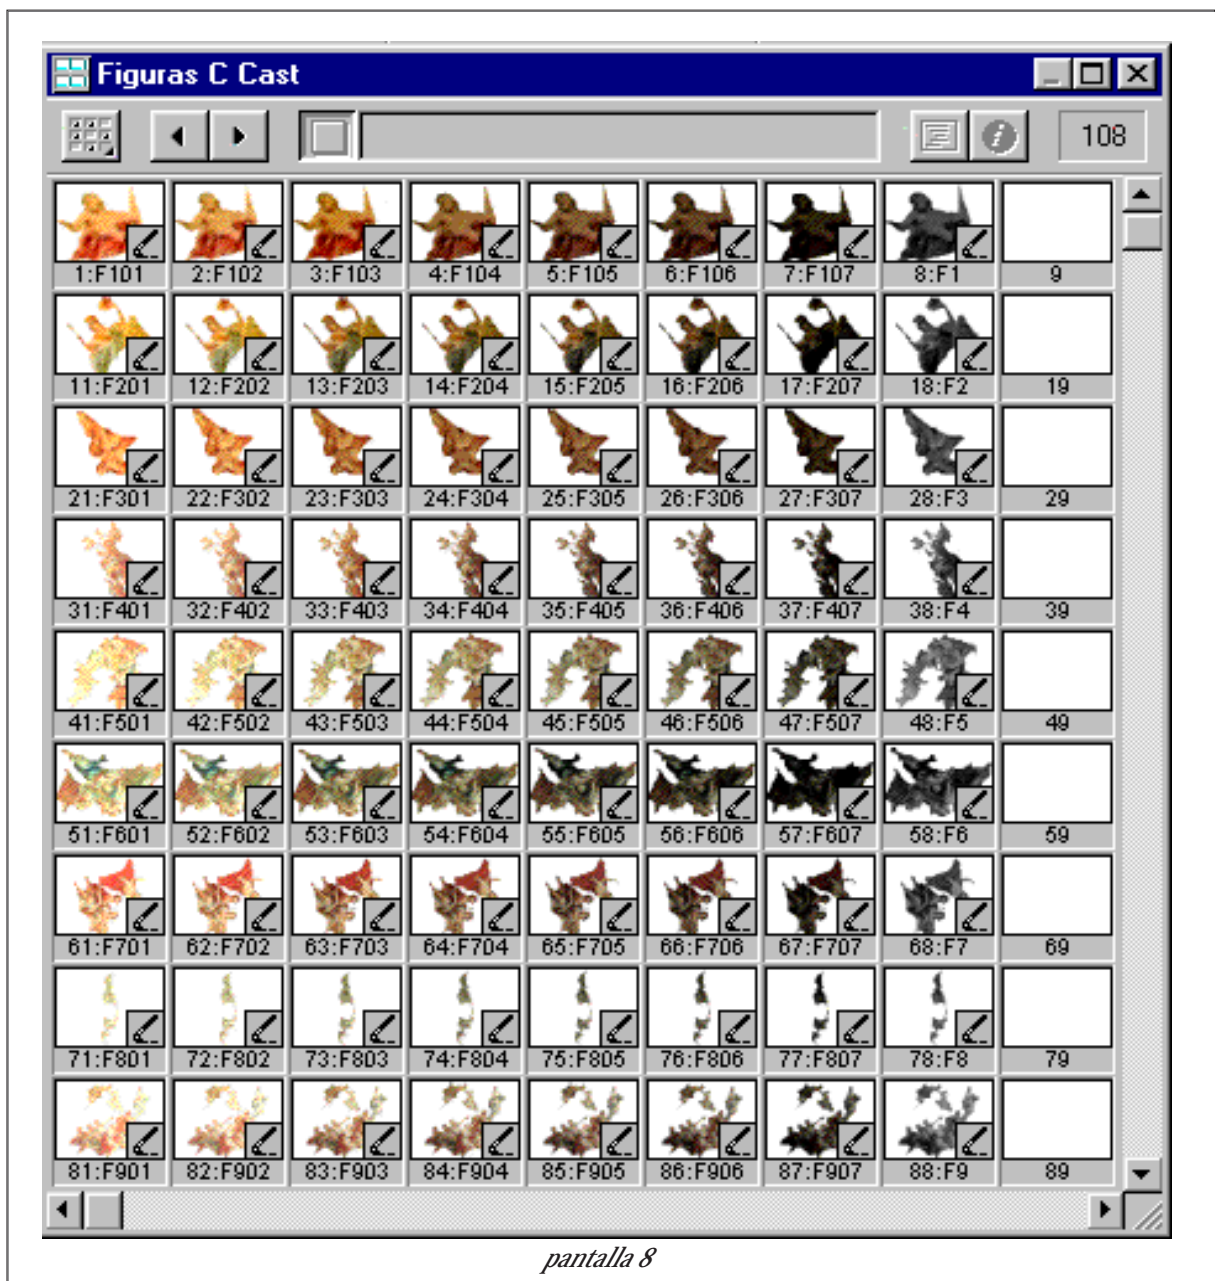 Figuras C Cast
108
1:F101 2:F102 3:F103 4:F104 5:F105 6:F106 7:F107 8:F1 9
11:F201 12:F202 13:F203 14:F204 15:F205 16:F206 17:F207 18:F2 19
21:F301 22:F302 23:F303 24:F304 25:F305 26:F306 27:F307 28:F3 29
31:F401 32:F402 33:F403 34:F404 35:F405 36:F406 37:F407 38:F4 39
41:F501 42:F502 43:F503 44:F504 45:F505 46:F506 47:F507 48:F5 49
51:F601 52:F602 53:F603 54:F604 55:F605 56:F606 57:F607 58:F6 59
61:F701 62:F702 63:F703 64:F704 65:F705 66:F706 67:F707 68:F7 69
71:F801 72:F802 73:F803 74:F804 75:F805 76:F806 77:F807 78:F8 79
81:F901 82:F902 83:F903 84:F904 85:F905 86:F906 87:F907 88:F9 89
pantalla 8